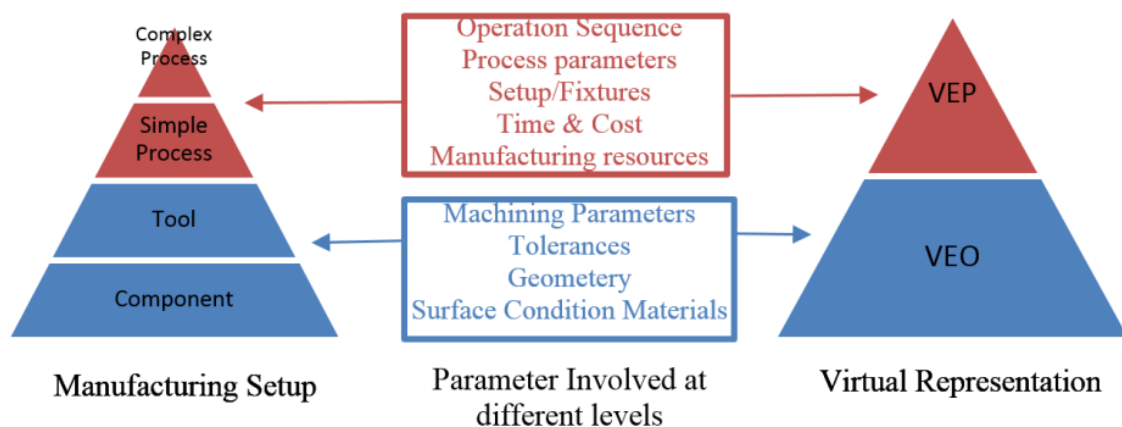 Complex
Process
Simple
Process
Tool
Component
Manufacturing Setup
Operation Sequence
Process parameters
Setup/Fixtures
Time & Cost
Manufacturing resources
Machining Parameters
Tolerances
Geometery
Surface Condition Materials
Parameter Involved at
different levels
VEP
VEO
Virtual Representation